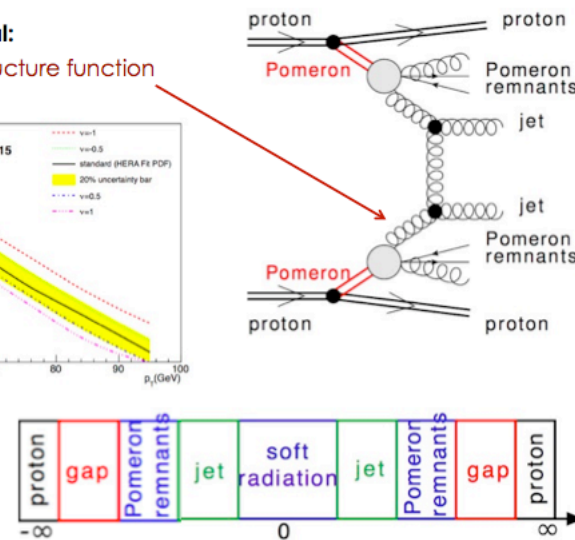 l:
ucture function
proton
proton
Pomeron
Pomeron
remnants
jet
jet
Pomeron
remnants
Pomeron
proton
proton
15
v=-1
v=-0.5
standard (HERA Fit PDF)
20% uncertainty bar
v=0.5
v=1
80
90
100
p_T(GeV)
proton
gap
Pomeron
remnants
jet
soft
radiation
jet
Pomeron
remnants
gap
proton
-∞
0
∞